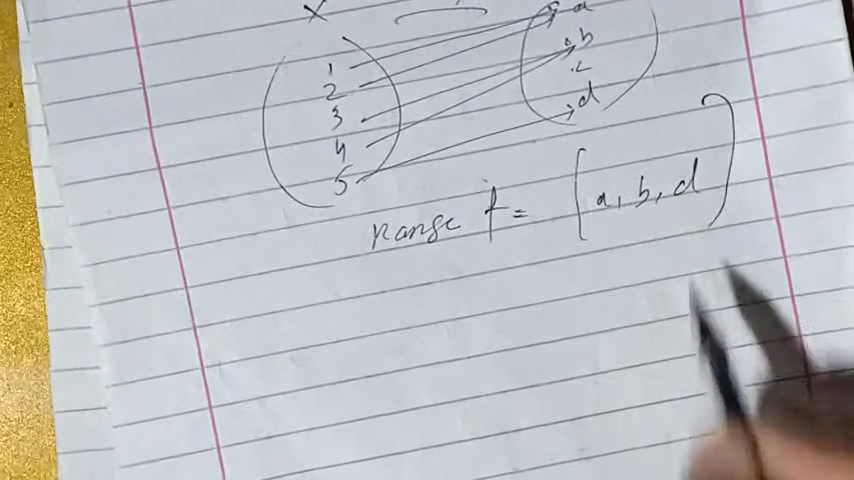 X
1 a
2 b
3 c
4 d
5
Range f = {a, b, d}